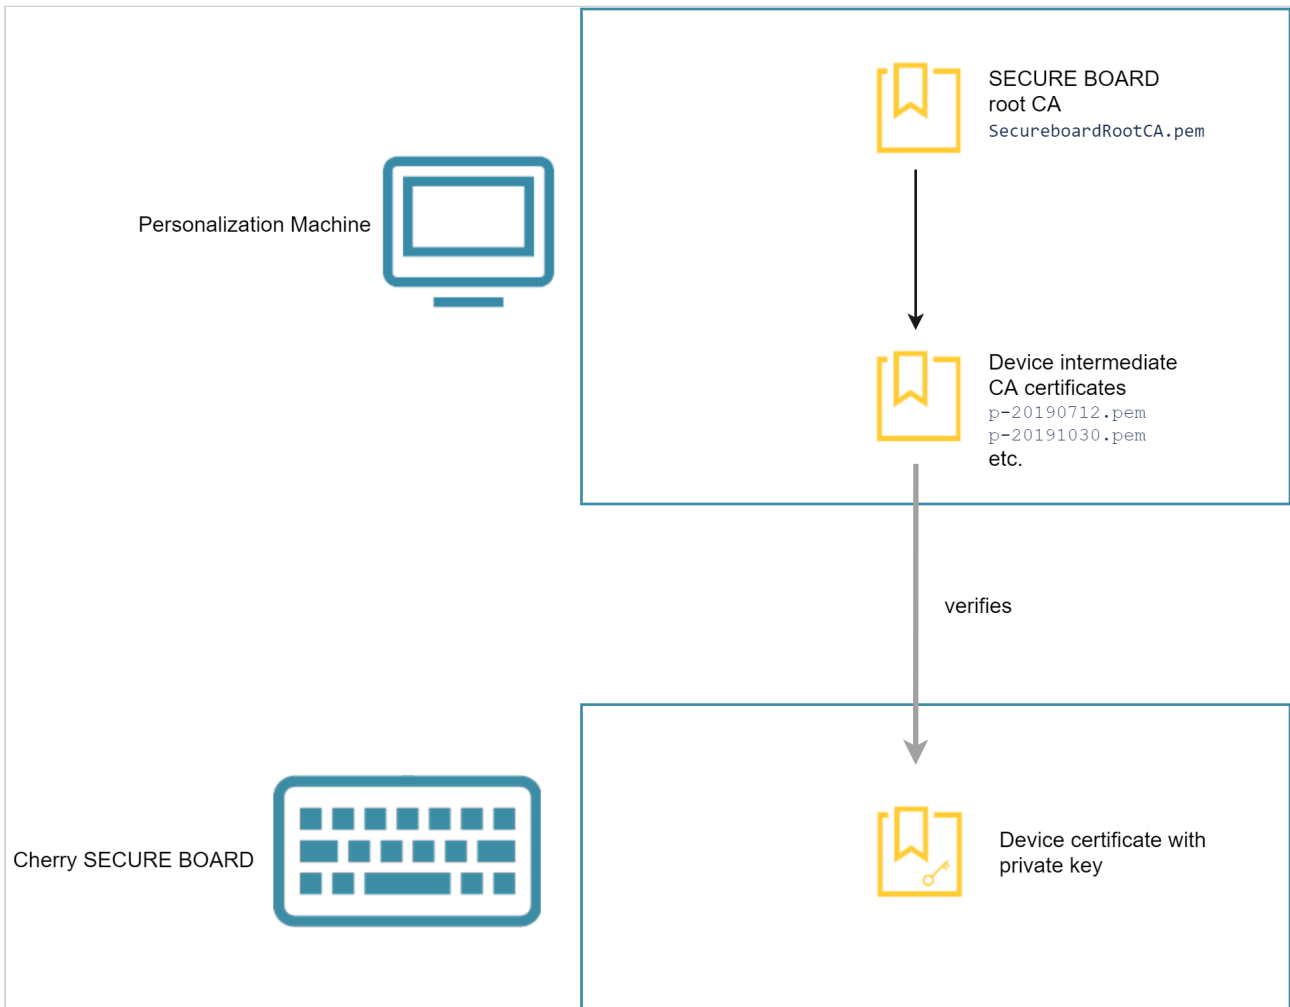 SECURE BOARD
root CA
SecureboardRootCA.pem
Personalization Machine
Device intermediate
CA certificates
p-20190712.pem
p-20191030.pem
etc.
verifies
Cherry SECURE BOARD
Device certificate with
private key